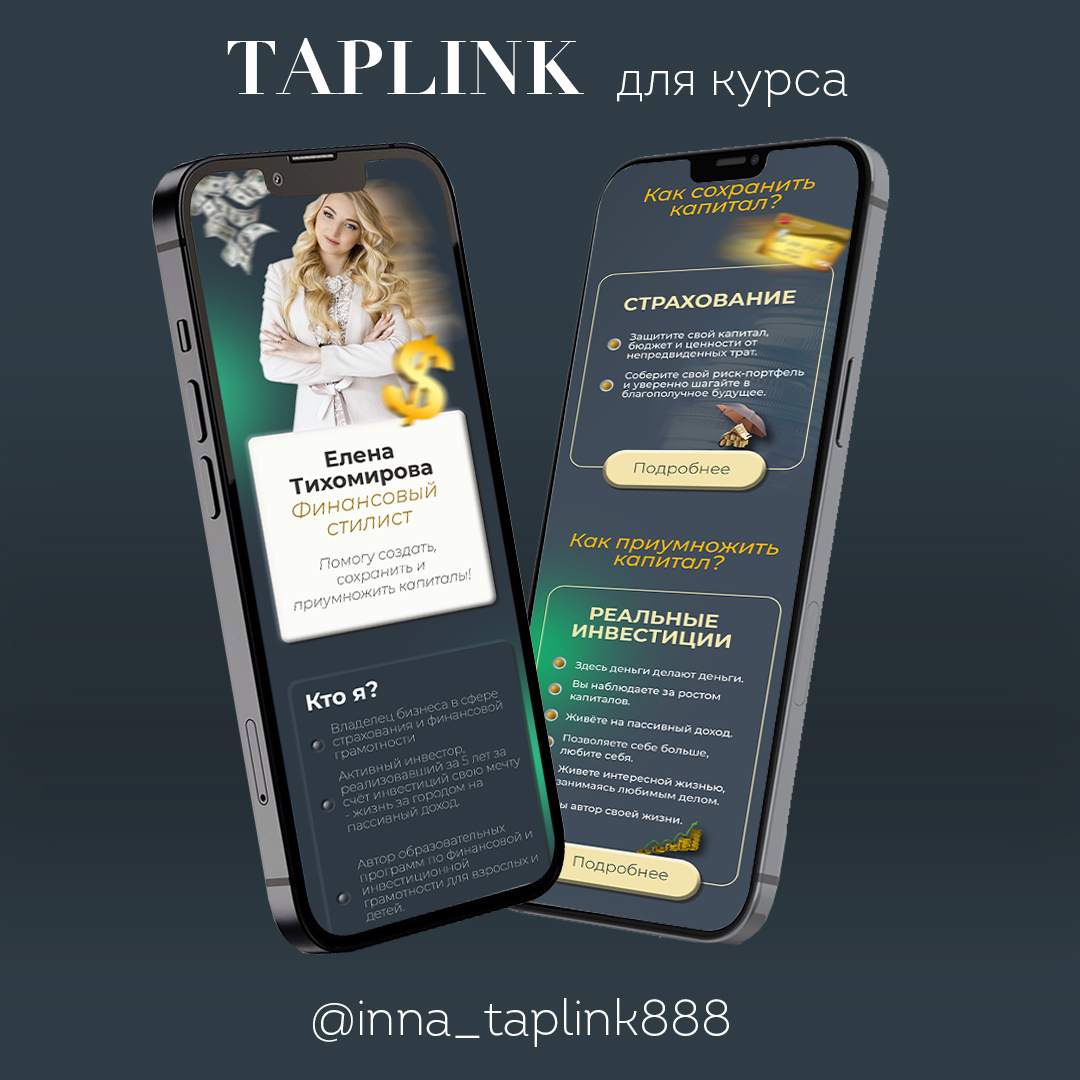 TAPLINK для курса
Елена
Тихомирова
Финансовый
стилист
Помогу создать,
сохранить и
приумножить капиталы!
Кто я?
Владелец бизнеса в сфере
страхования и финансовой
грамотности
Активный инвестор,
реализовавший за 5 лет за
счёт инвестиций свою мечту
- жизнь за городом на
пассивный доход.
Автор образовательных
программ по финансовой и
инвестиционной
грамотности для взрослых и
детей.
Как сохранить
капитал?
СТРАХОВАНИЕ
Защитите свой капитал,
бюджет и ценности от
непредвиденных трат.
Соберите свой риск-портфель
и уверенно шагайте в
благополучное будущее.
Подробнее
Как приумножить
капитал?
РЕАЛЬНЫЕ
ИНВЕСТИЦИИ
Здесь деньги делают деньги.
Вы наблюдаете за ростом
капиталов.
Живёте на пассивный доход.
Позволяете себе больше,
любите себя.
Живете интересной жизнью,
занимаясь любимым делом.
ы автор своей жизни.
Подробнее
@inna_taplink888